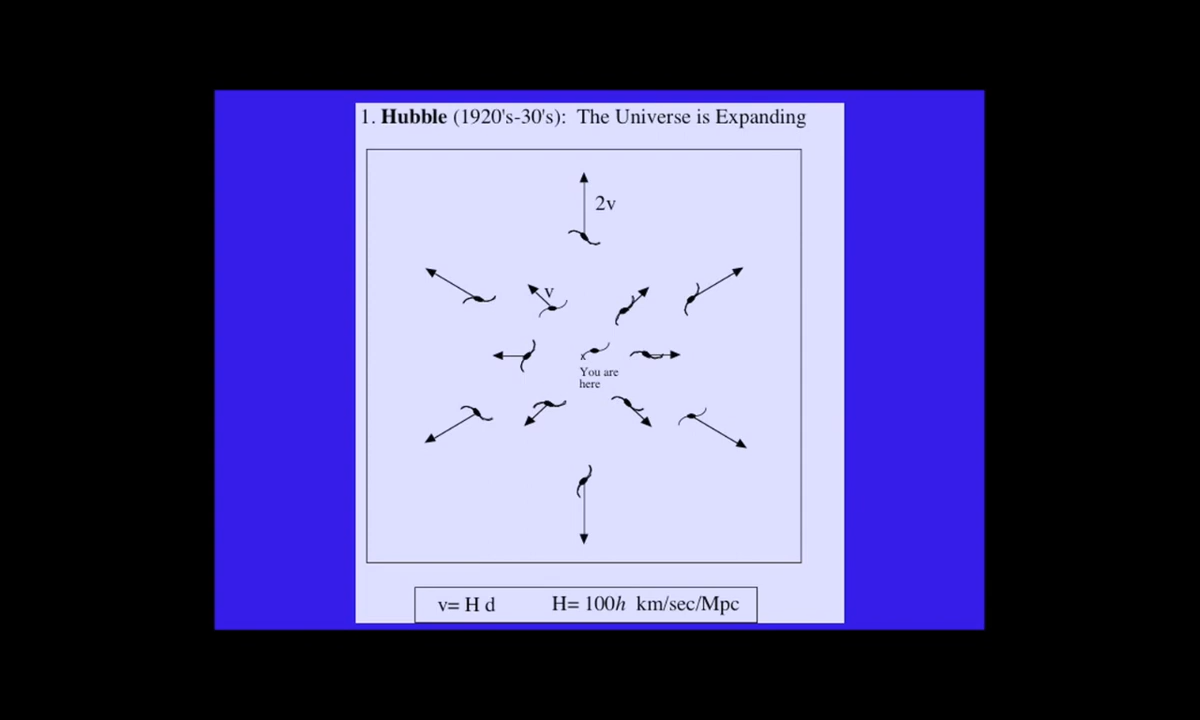 1. Hubble (1920's-30's): The Universe is Expanding
2v
v
x
You are
here
v= H d H= 100h km/sec/Mpc